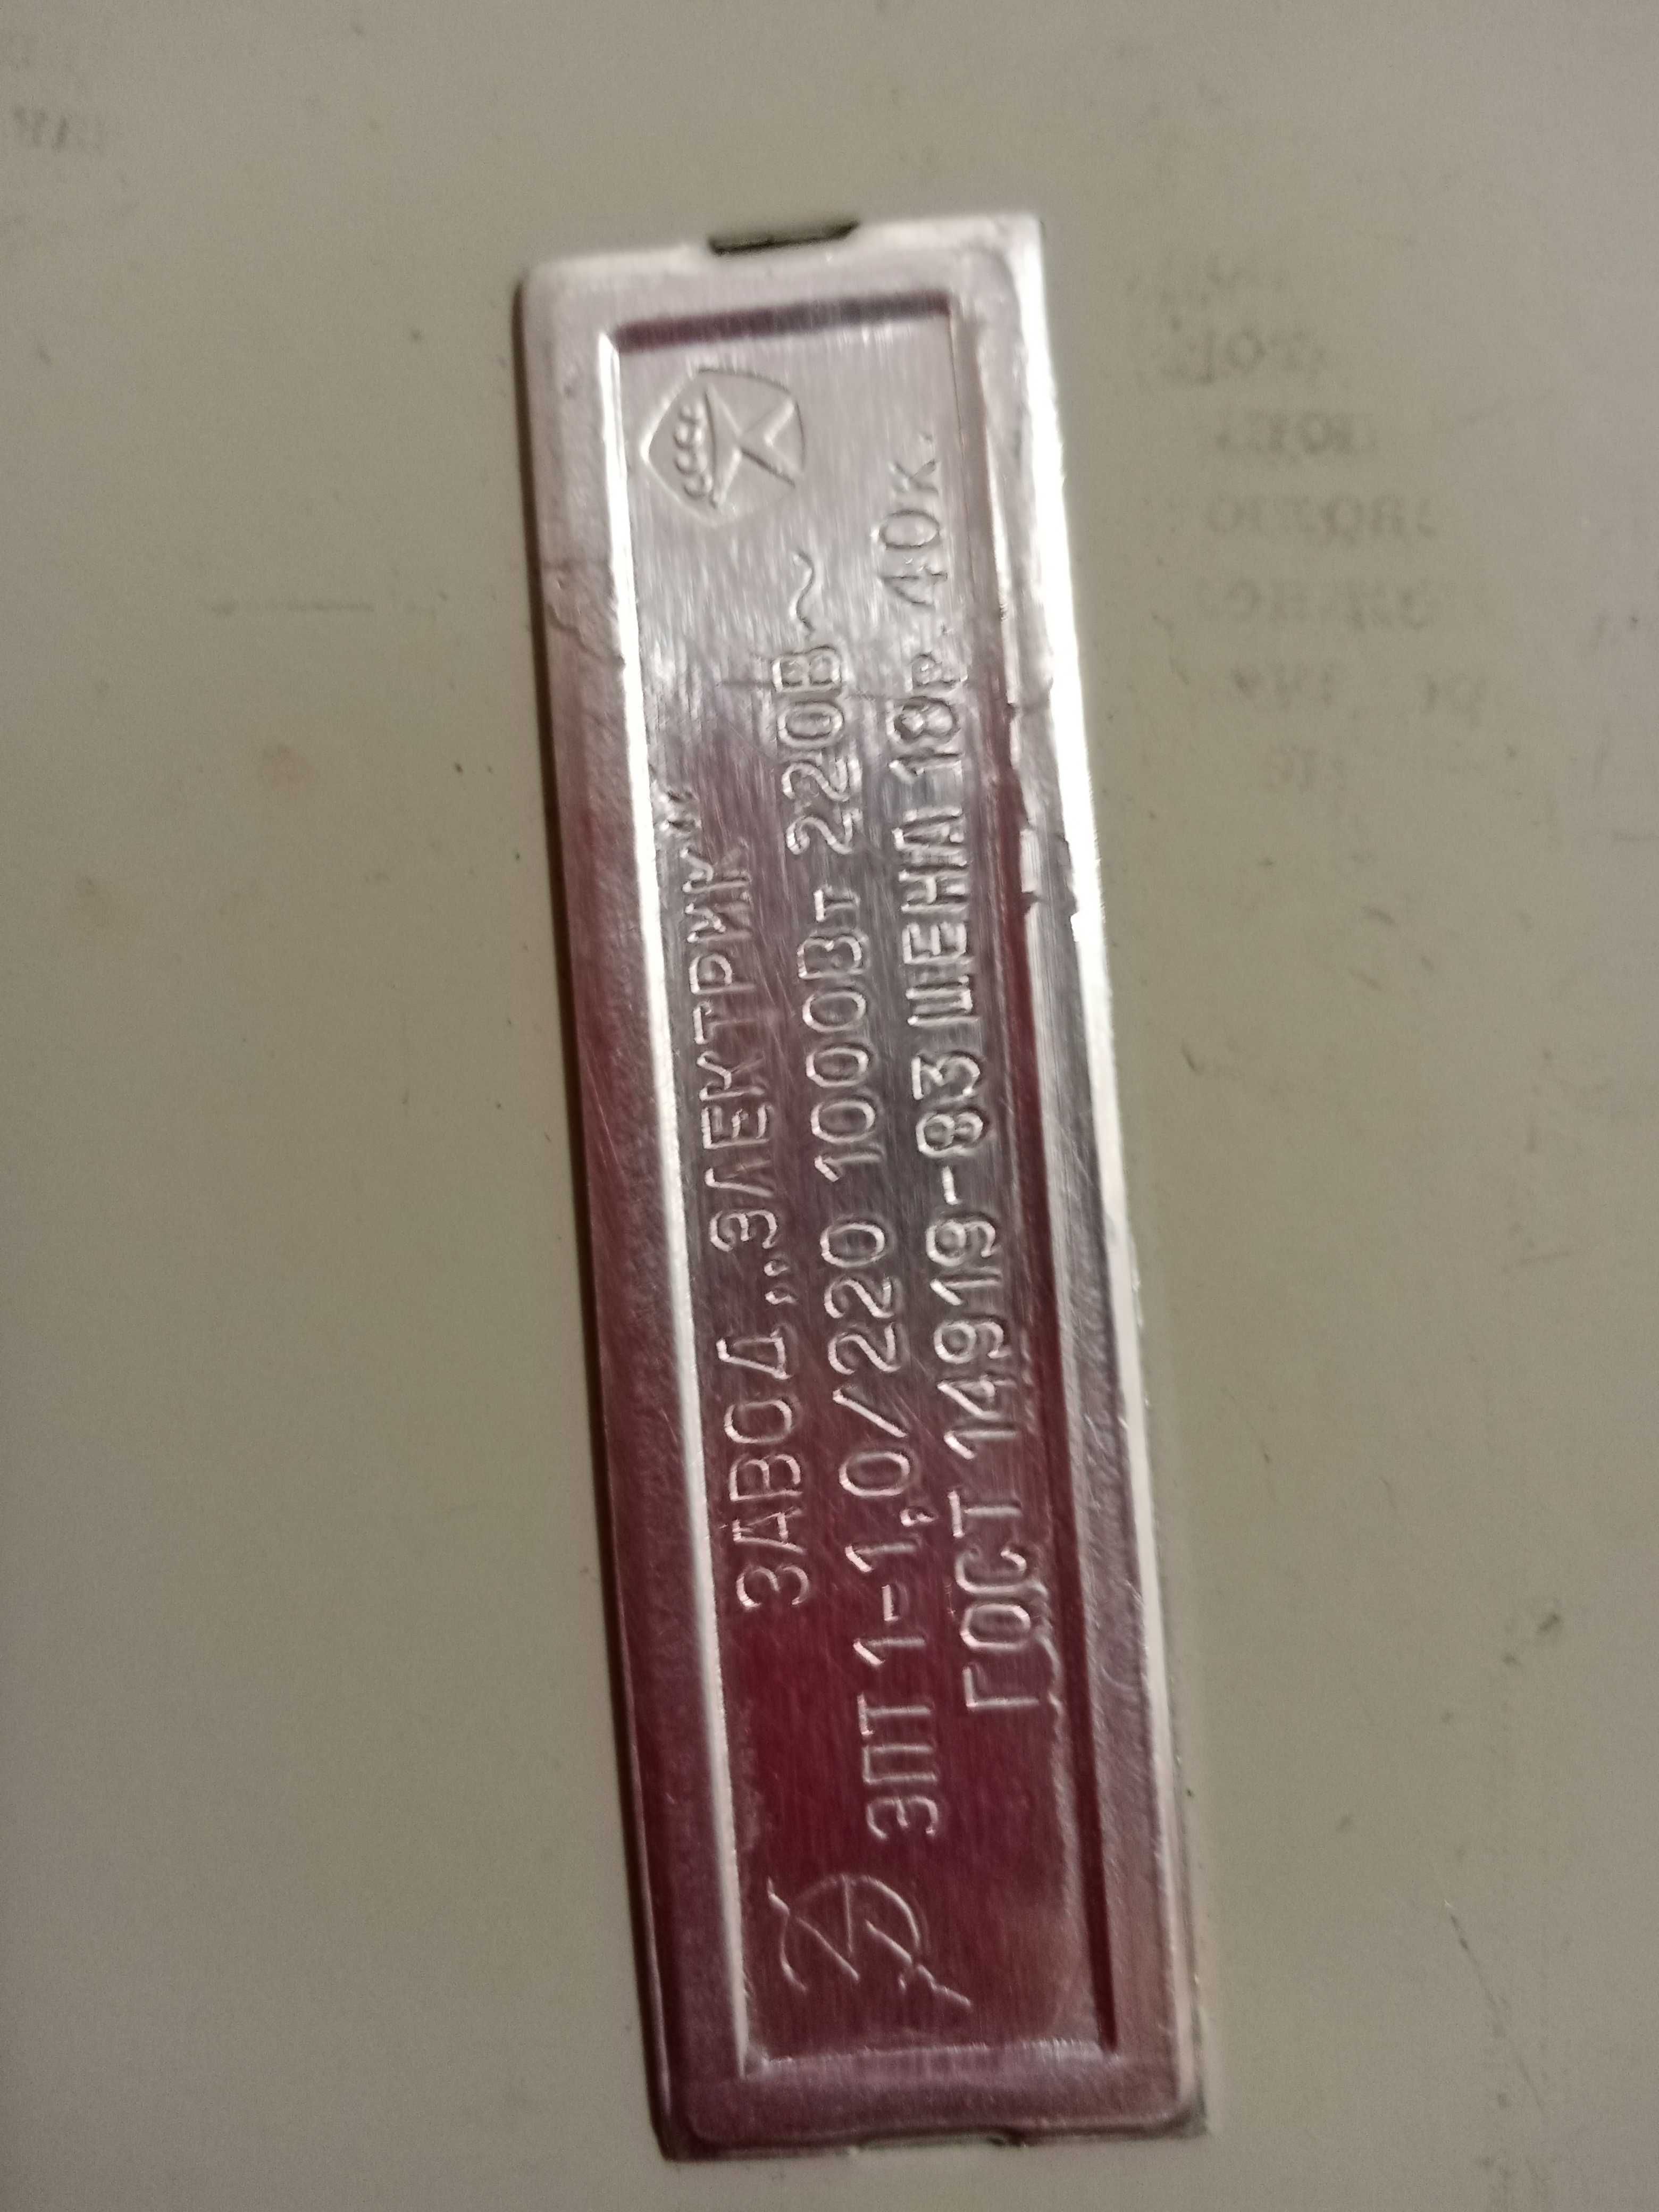 ЗАВОД „ЭЛЕКТРИК"
ЭПТ 1-1,0/220 1000Вт 220В~
ГОСТ 14919-83 ЦЕНА 18р. 40к.